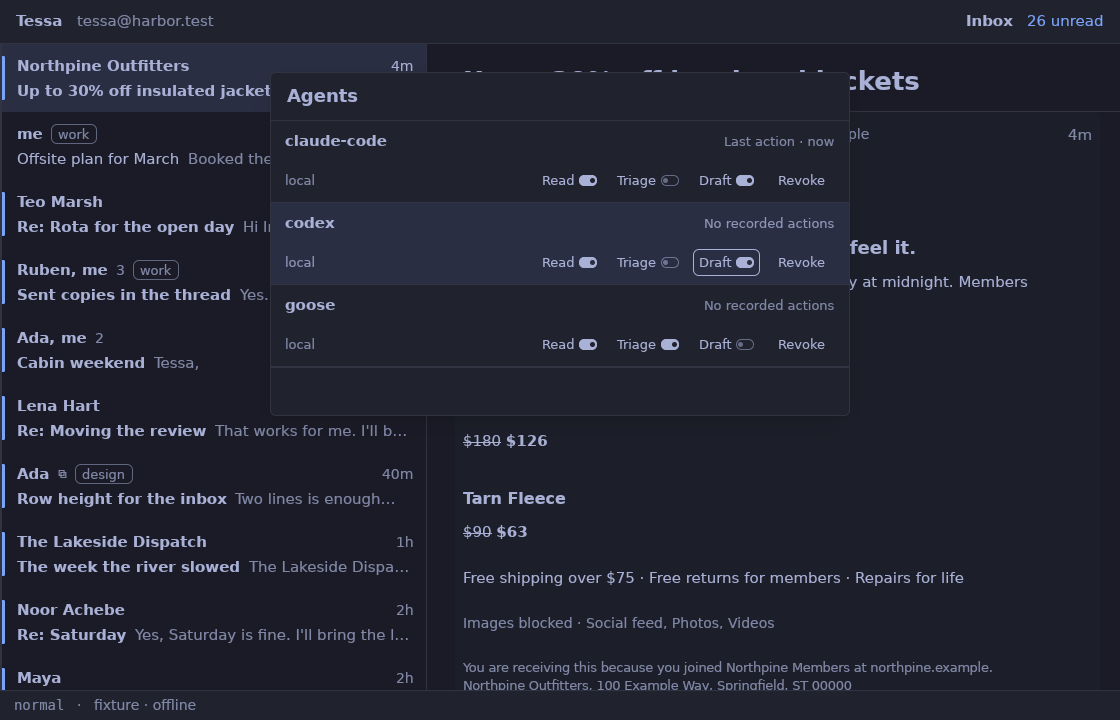 Tessa tessa@harbor.test Inbox 26 unread
Northpine Outfitters 4m
Up to 30% off insulated jacket
me work
Offsite plan for March Booked the
Teo Marsh
Re: Rota for the open day Hi
Ruben, me 3 work
Sent copies in the thread Yes.
Ada, me 2
Cabin weekend Tessa,
Lena Hart
Re: Moving the review That works for me. I'll b…
Ada design 40m
Row height for the inbox Two lines is enough…
The Lakeside Dispatch 1h
The week the river slowed The Lakeside Dispa…
Noor Achebe 2h
Re: Saturday Yes, Saturday is fine. I'll bring the l…
Maya 2h
Agents
claude-code Last action · now
local Read Triage Draft Revoke
codex No recorded actions
local Read Triage Draft Revoke
goose No recorded actions
local Read Triage Draft Revoke
ckets
ple 4m
feel it.
y at midnight. Members
$180 $126
Tarn Fleece
$90 $63
Free shipping over $75 · Free returns for members · Repairs for life
Images blocked · Social feed, Photos, Videos
You are receiving this because you joined Northpine Members at northpine.example.
Northpine Outfitters, 100 Example Way, Springfield, ST 00000
normal · fixture · offline